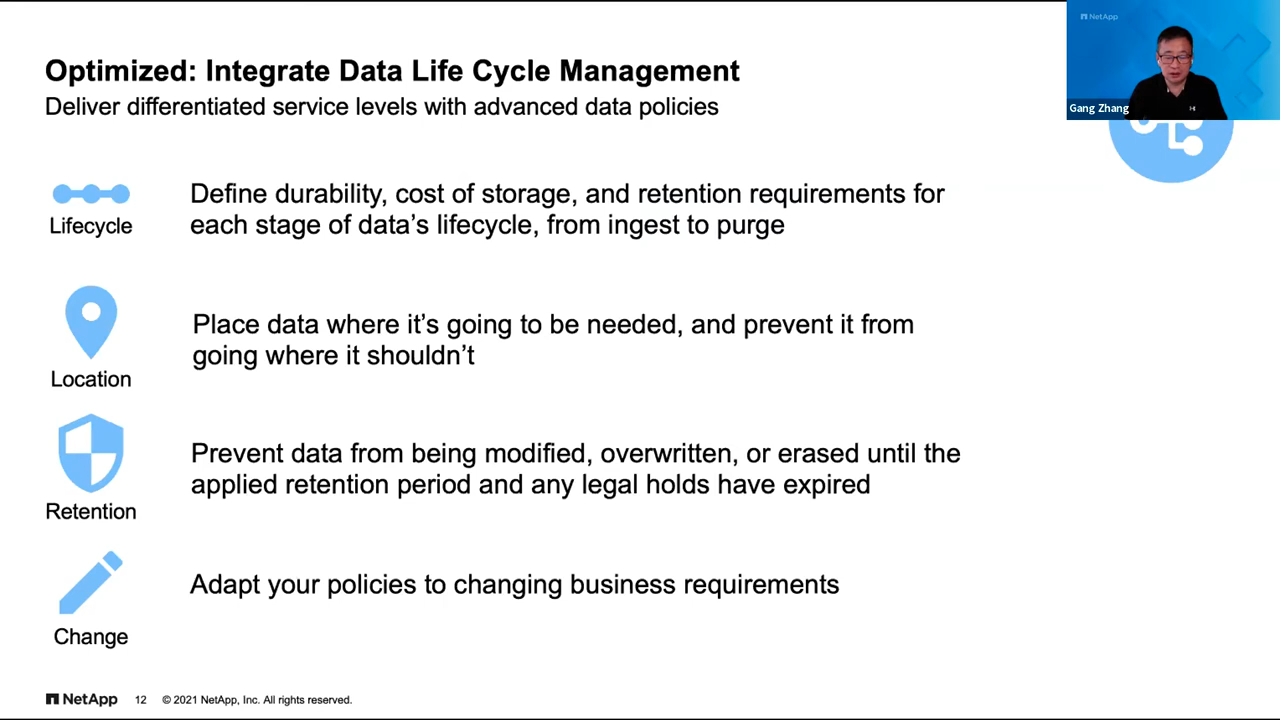 Optimized: Integrate Data Life Cycle Management
Deliver differentiated service levels with advanced data policies
NetApp
Gang Zhang
Lifecycle
Define durability, cost of storage, and retention requirements for
each stage of data’s lifecycle, from ingest to purge
Location
Place data where it’s going to be needed, and prevent it from
going where it shouldn’t
Retention
Prevent data from being modified, overwritten, or erased until the
applied retention period and any legal holds have expired
Change
Adapt your policies to changing business requirements
NetApp 12 © 2021 NetApp, Inc. All rights reserved.